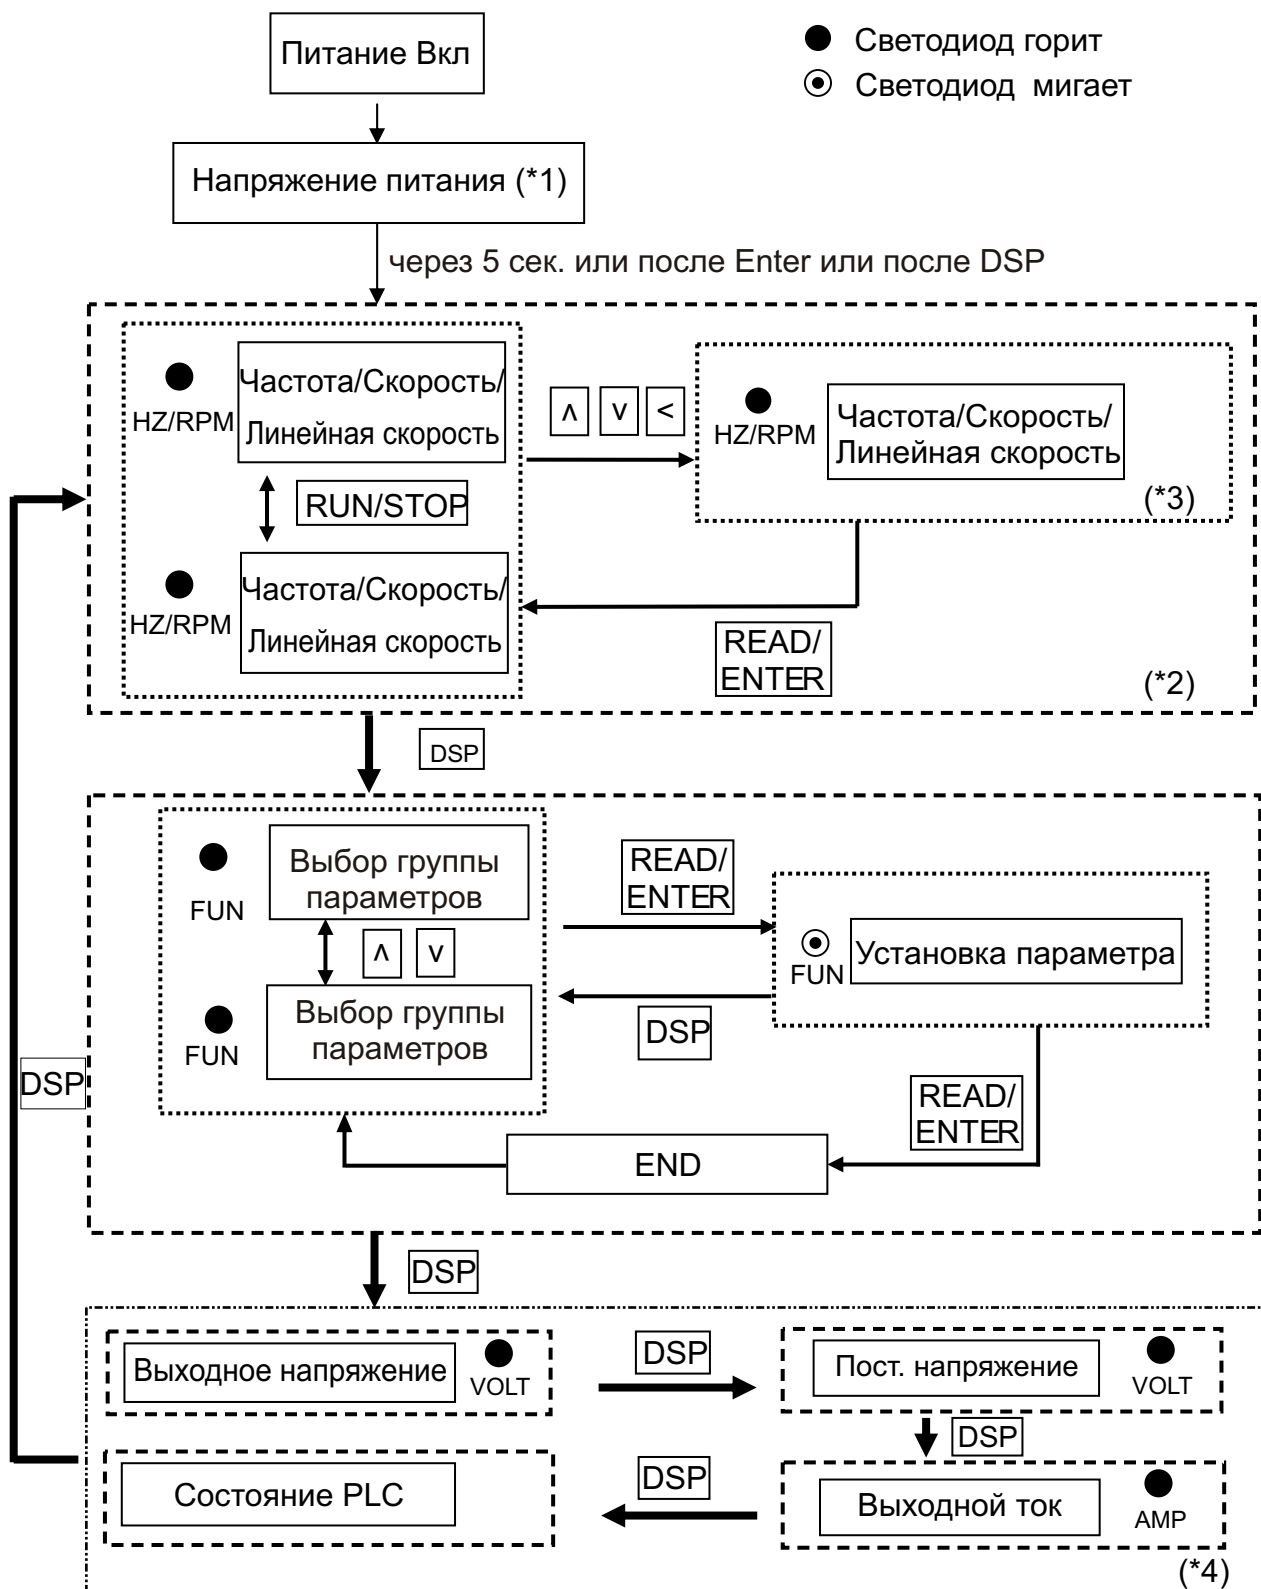 Питание Вкл
Светодиод горит
Светодиод мигает
Напряжение питания (*1)
через 5 сек. или после Enter или после DSP
HZ/RPM
Частота/Скорость/
Линейная скорость
ʌ v <
HZ/RPM
Частота/Скорость/
Линейная скорость
(*3)
RUN/STOP
HZ/RPM
Частота/Скорость/
Линейная скорость
READ/
ENTER
(*2)
DSP
FUN
Выбор группы
параметров
READ/
ENTER
FUN
Установка параметра
ʌ v
FUN
Выбор группы
параметров
DSP
DSP
READ/
ENTER
END
DSP
Выходное напряжение
VOLT
DSP
Пост. напряжение
VOLT
DSP
Состояние PLC
DSP
Выходной ток
AMP
(*4)